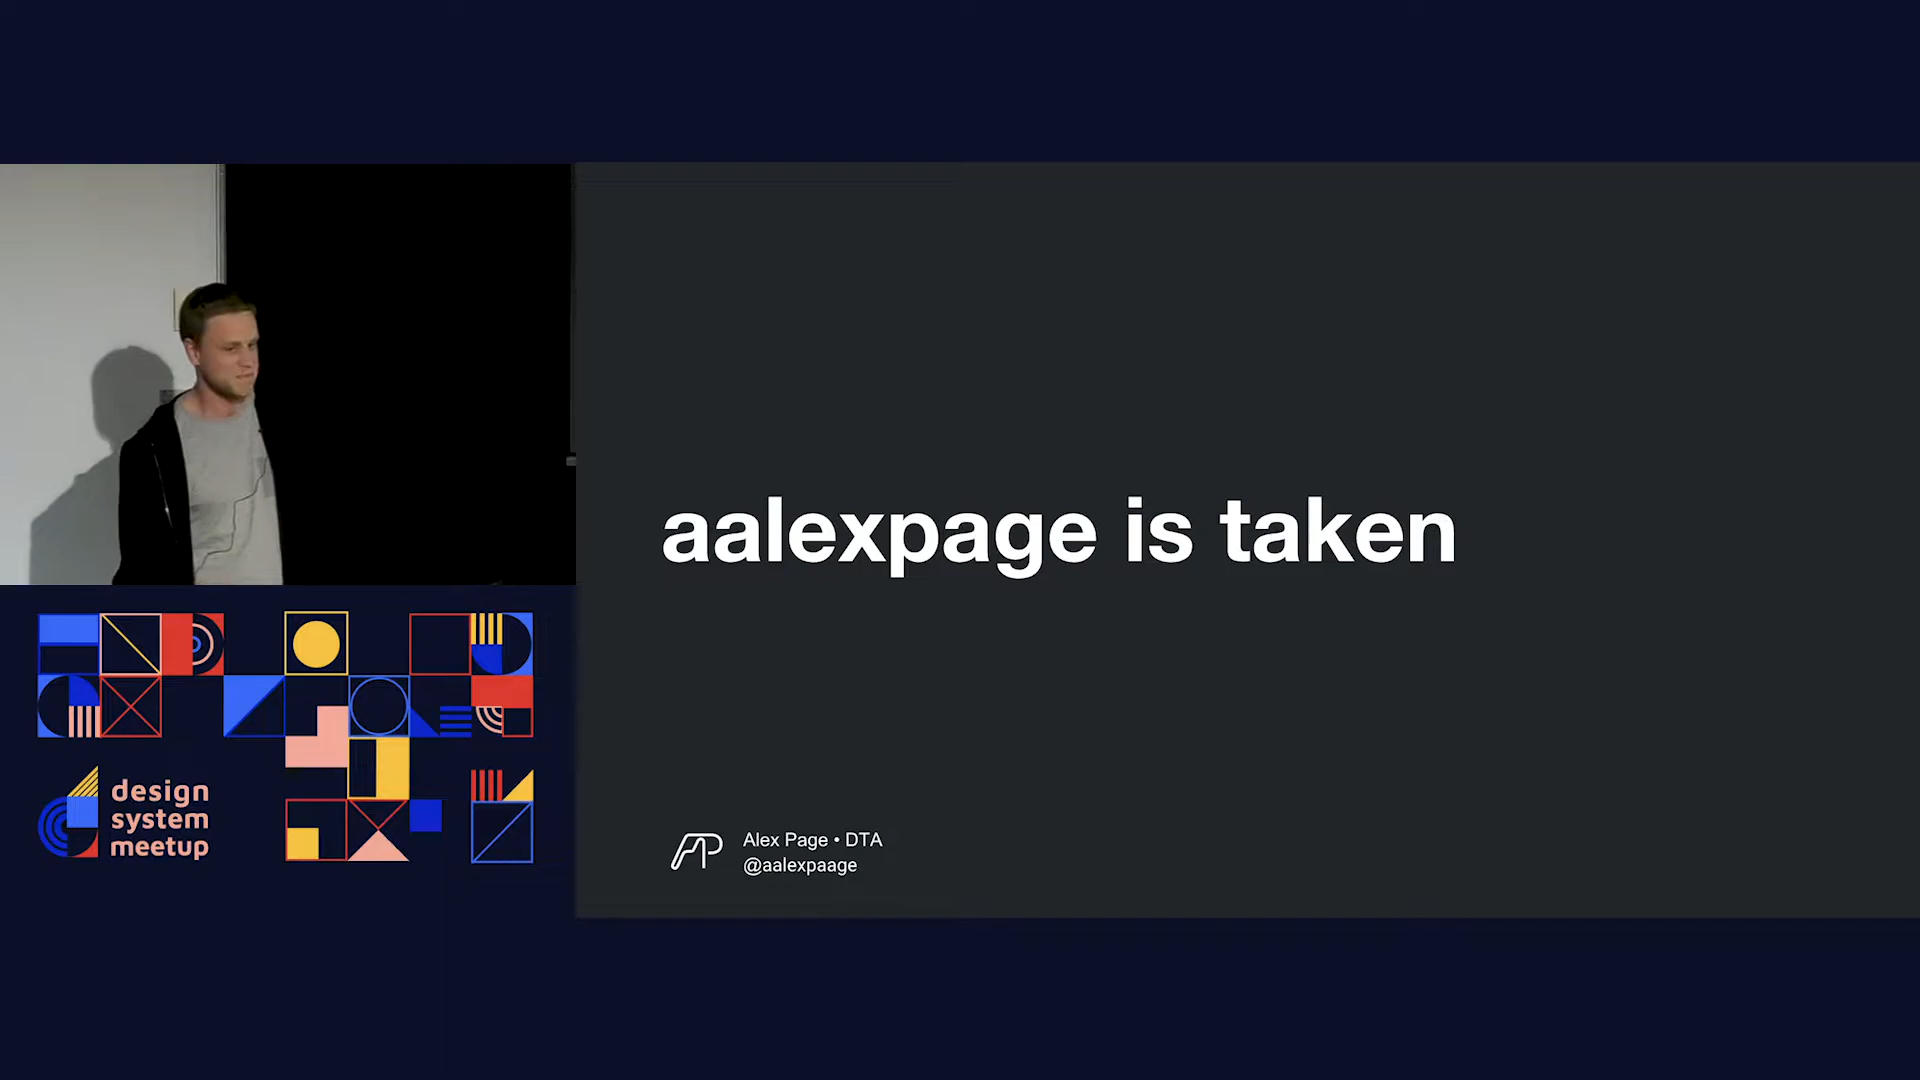 aalexpage is taken
Alex Page • DTA
@aalexpaage
design
system
meetup